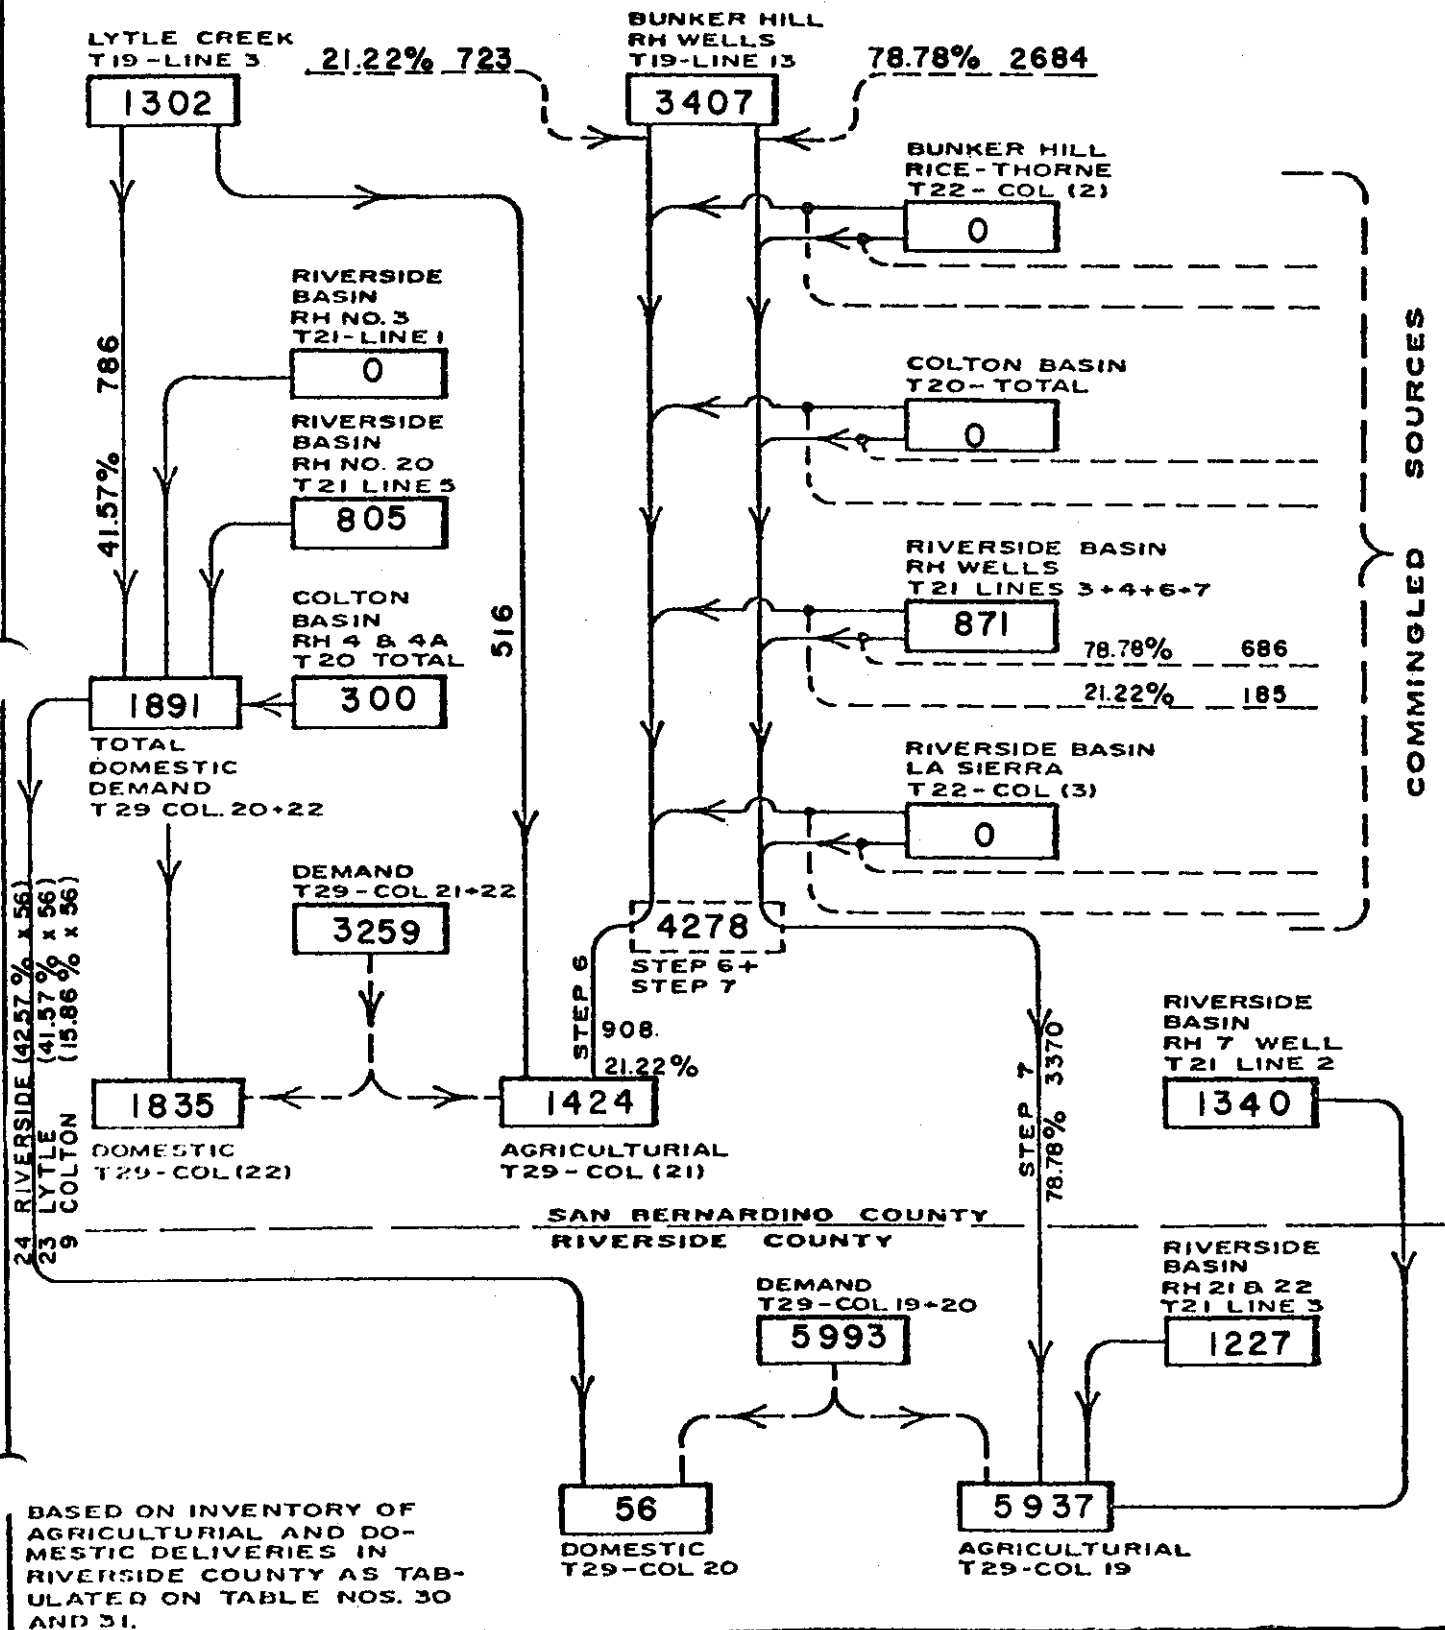 LYTLE CREEK
T19-LINE 3
1302
21.22% 723
BUNKER HILL
RH WELLS
T19-LINE 13
3407
78.78% 2684
BUNKER HILL
RICE-THORNE
T22-COL (2)
0
RIVERSIDE
BASIN
RH NO. 3
T21-LINE 1
0
786
41.57%
COLTON BASIN
T20-TOTAL
0
COMMINGLED SOURCES
RIVERSIDE
BASIN
RH NO. 20
T21 LINE 5
805
RIVERSIDE BASIN
RH WELLS
T21 LINES 3+4+6+7
871
78.78% 686
21.22% 185
COLTON
BASIN
RH 4 & 4A
T20 TOTAL
300
516
1891
TOTAL
DOMESTIC
DEMAND
T29 COL. 20+22
RIVERSIDE BASIN
LA SIERRA
T22-COL (3)
0
DEMAND
T29-COL 21+22
3259
4278
STEP 6+
STEP 7
STEP 6
908.
21.22%
24 RIVERSIDE (42.57 % x 56)
23 LYTLE (41.57 % x 56)
9 COLTON (15.86 % x 56)
1835
DOMESTIC
T29-COL (22)
1424
AGRICULTURIAL
T29-COL (21)
STEP 7
78.78% 3370
RIVERSIDE
BASIN
RH 7 WELL
T21 LINE 2
1340
SAN BERNARDINO COUNTY
RIVERSIDE COUNTY
DEMAND
T29-COL 19+20
5993
RIVERSIDE
BASIN
RH 21 & 22
T21 LINE 3
1227
56
DOMESTIC
T29-COL 20
5937
AGRICULTURIAL
T29-COL 19
BASED ON INVENTORY OF
AGRICULTURIAL AND DO-
MESTIC DELIVERIES IN
RIVERSIDE COUNTY AS TAB-
ULATED ON TABLE NOS. 30
AND 31.